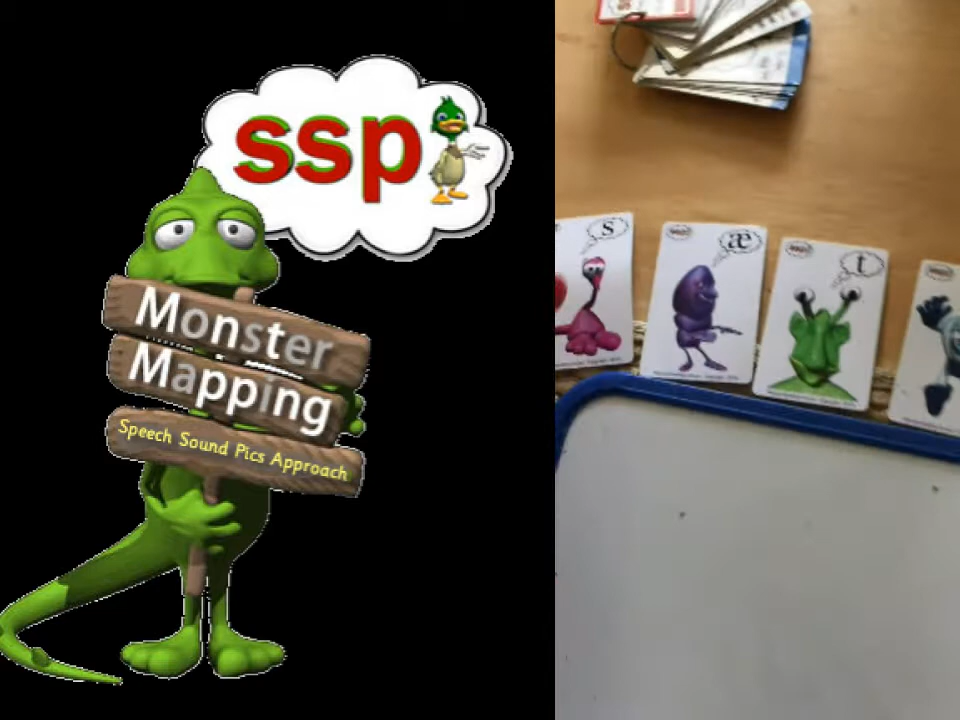 ssp
Monster
Mapping
Speech Sound Pics Approach
s
æ
t